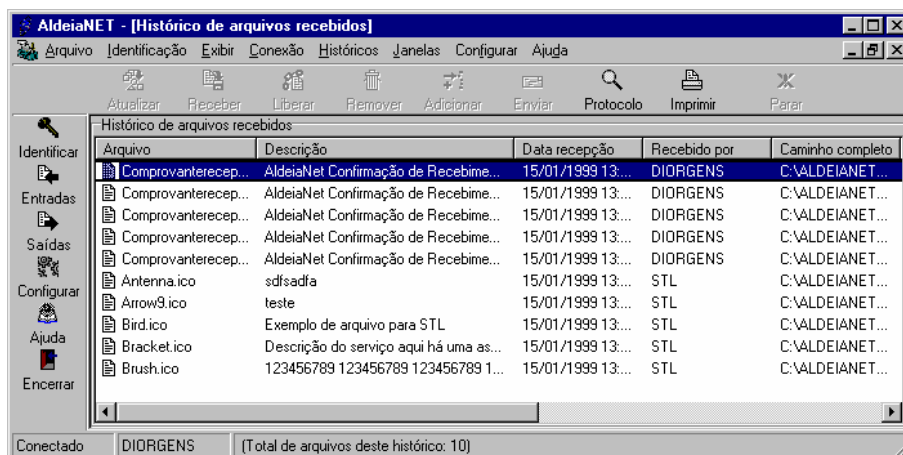 AldeiaNET - [Histórico de arquivos recebidos]
Arquivo Identificação Exibir Conexão Históricos Janelas Configurar Ajuda
Atualizar Receber Liberar Remover Adicionar Enviar Protocolo Imprimir Parar
Identificar
Entradas
Saídas
Configurar
Ajuda
Encerrar
Histórico de arquivos recebidos
Arquivo Descrição Data recepção Recebido por Caminho completo
Comprovanterecep... AldeiaNet Confirmação de Recebime... 15/01/1999 13:... DIORGENS C:\ALDEIANET...
Comprovanterecep... AldeiaNet Confirmação de Recebime... 15/01/1999 13:... DIORGENS C:\ALDEIANET...
Comprovanterecep... AldeiaNet Confirmação de Recebime... 15/01/1999 13:... DIORGENS C:\ALDEIANET...
Comprovanterecep... AldeiaNet Confirmação de Recebime... 15/01/1999 13:... DIORGENS C:\ALDEIANET...
Comprovanterecep... AldeiaNet Confirmação de Recebime... 15/01/1999 13:... DIORGENS C:\ALDEIANET...
Antenna.ico sdfsadfa 15/01/1999 13:... STL C:\ALDEIANET...
Arrow9.ico teste 15/01/1999 13:... STL C:\ALDEIANET...
Bird.ico Exemplo de arquivo para STL 15/01/1999 13:... STL C:\ALDEIANET...
Bracket.ico Descrição do serviço aqui há uma as... 15/01/1999 13:... STL C:\ALDEIANET...
Brush.ico 123456789 123456789 123456789 1... 15/01/1999 13:... STL C:\ALDEIANET...
Conectado DIORGENS (Total de arquivos deste histórico: 10)